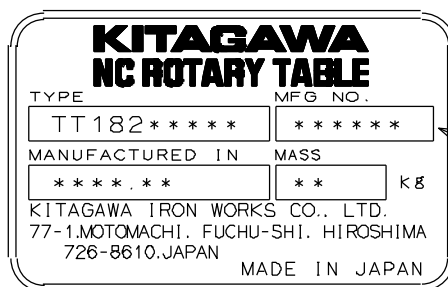 KITAGAWA
NC ROTARY TABLE
TYPE MFG NO.
TT182***** ******
MANUFACTURED IN MASS
****.** ** Kg
KITAGAWA IRON WORKS CO., LTD.
77-1.MOTOMACHI. FUCHU-SHI. HIROSHIMA
726-8610.JAPAN
MADE IN JAPAN